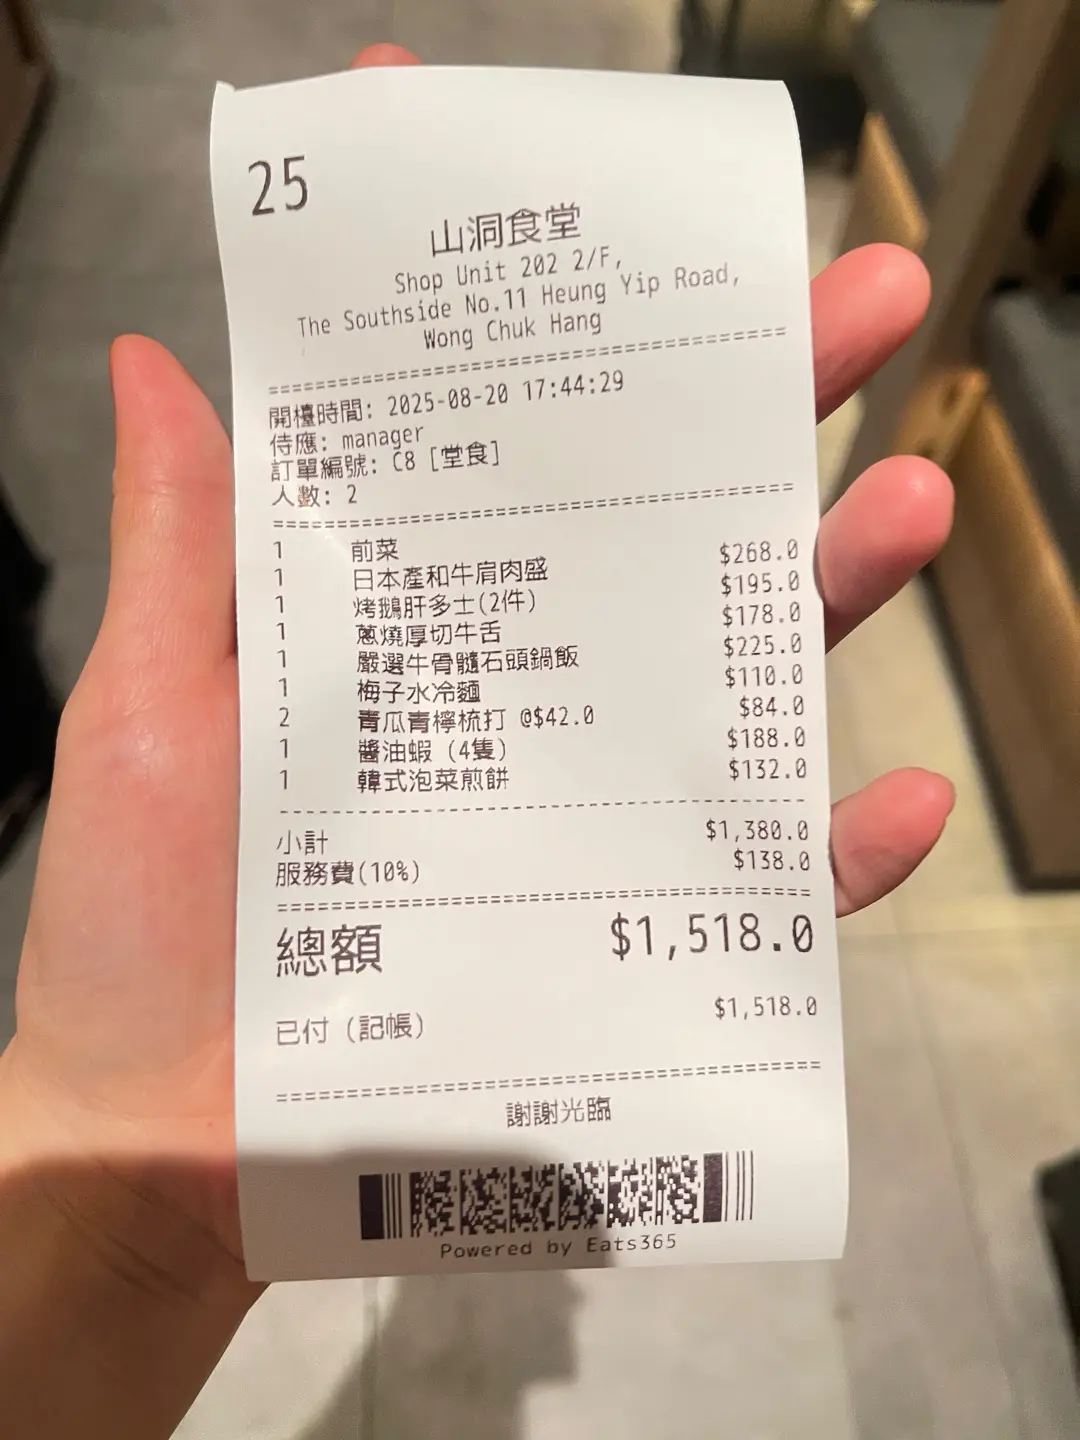 25
山洞食堂
Shop Unit 202 2/F,
The Southside No.11 Heung Yip Road,
Wong Chuk Hang
================================================
開檯時間: 2025-08-20 17:44:29
侍應: manager
訂單編號: C8 [堂食]
人數: 2
================================================
1 前菜
1 日本產和牛肩肉盛 $268.0
1 烤鵝肝多士(2件) $195.0
1 蔥燒厚切牛舌 $178.0
1 嚴選牛骨髓石頭鍋飯 $225.0
1 梅子水冷麵 $110.0
2 青瓜青檸梳打 @$42.0 $84.0
1 醬油蝦 (4隻) $188.0
1 韓式泡菜煎餅 $132.0
------------------------------------------------
小計 $1,380.0
服務費(10%) $138.0
================================================
總額 $1,518.0
已付 (記帳) $1,518.0
================================================
謝謝光臨
Powered by Eats365